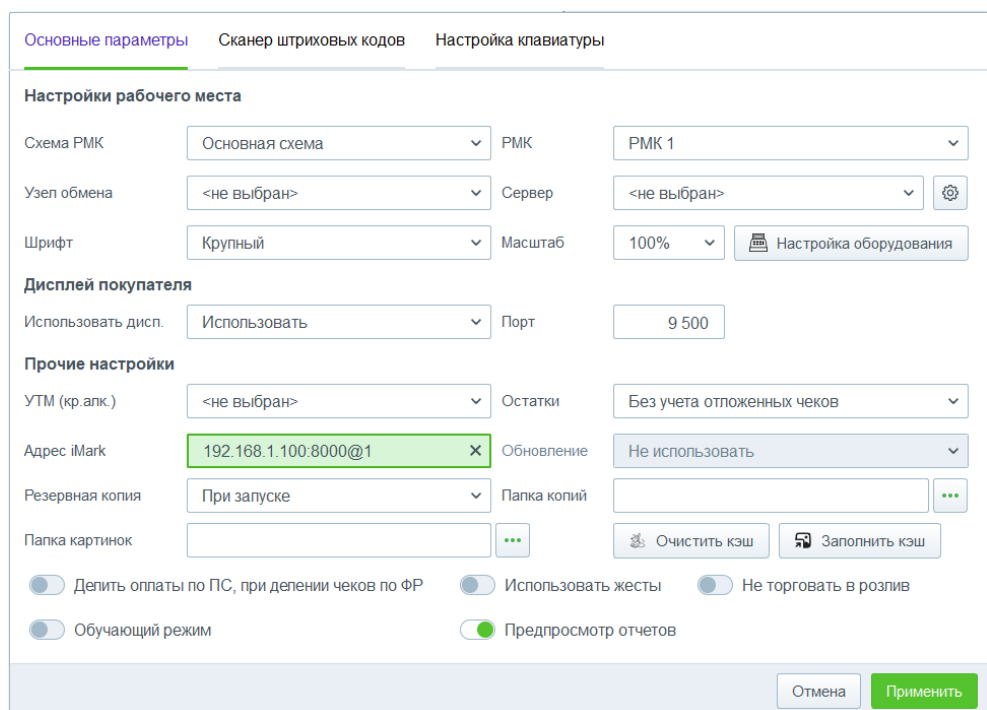 Основные параметры Сканер штриховых кодов Настройка клавиатуры
Настройки рабочего места
Схема РМК Основная схема РМК РМК 1
Узел обмена <не выбран> Сервер <не выбран>
Шрифт Крупный Масштаб 100% Настройка оборудования
Дисплей покупателя
Использовать дисп. Использовать Порт 9 500
Прочие настройки
УТМ (кр.алк.) <не выбран> Остатки Без учета отложенных чеков
Адрес iMark 192.168.1.100:8000@1 Обновление Не использовать
Резервная копия При запуске Папка копий
Папка картинок Очистить кэш Заполнить кэш
Делить оплаты по ПС, при делении чеков по ФР Использовать жесты Не торговать в розлив
Обучающий режим Предпросмотр отчетов
Отмена Применить